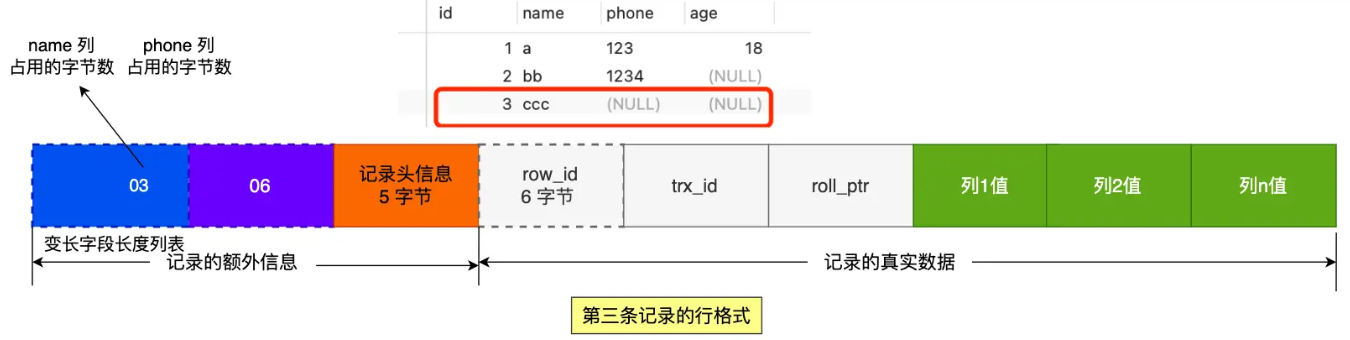 id name phone age
1 a 123 18
2 bb 1234 (NULL)
3 ccc (NULL) (NULL)
name 列
占用的字节数
phone 列
占用的字节数
03
06
记录头信息
5 字节
row_id
6 字节
trx_id
roll_ptr
列1值
列2值
列n值
变长字段长度列表
记录的额外信息
记录的真实数据
第三条记录的行格式